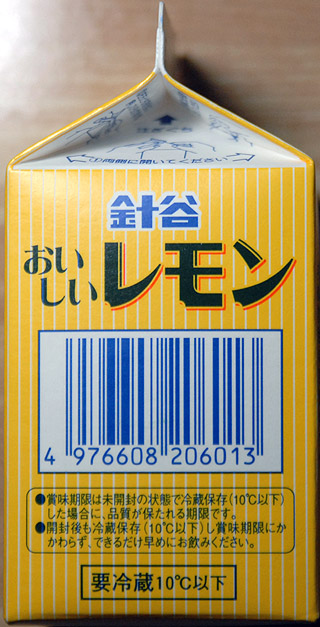 注ぎぐち
①両側に開いてください
針谷
おい
しい
レモン
4 976608 206013
●賞味期限は未開封の状態で冷蔵保存(10℃以下)
した場合に、品質が保たれる期限です。
●開封後も冷蔵保存(10℃以下)し賞味期限にか
かわらず、できるだけ早めにお飲みください。
要冷蔵10℃以下